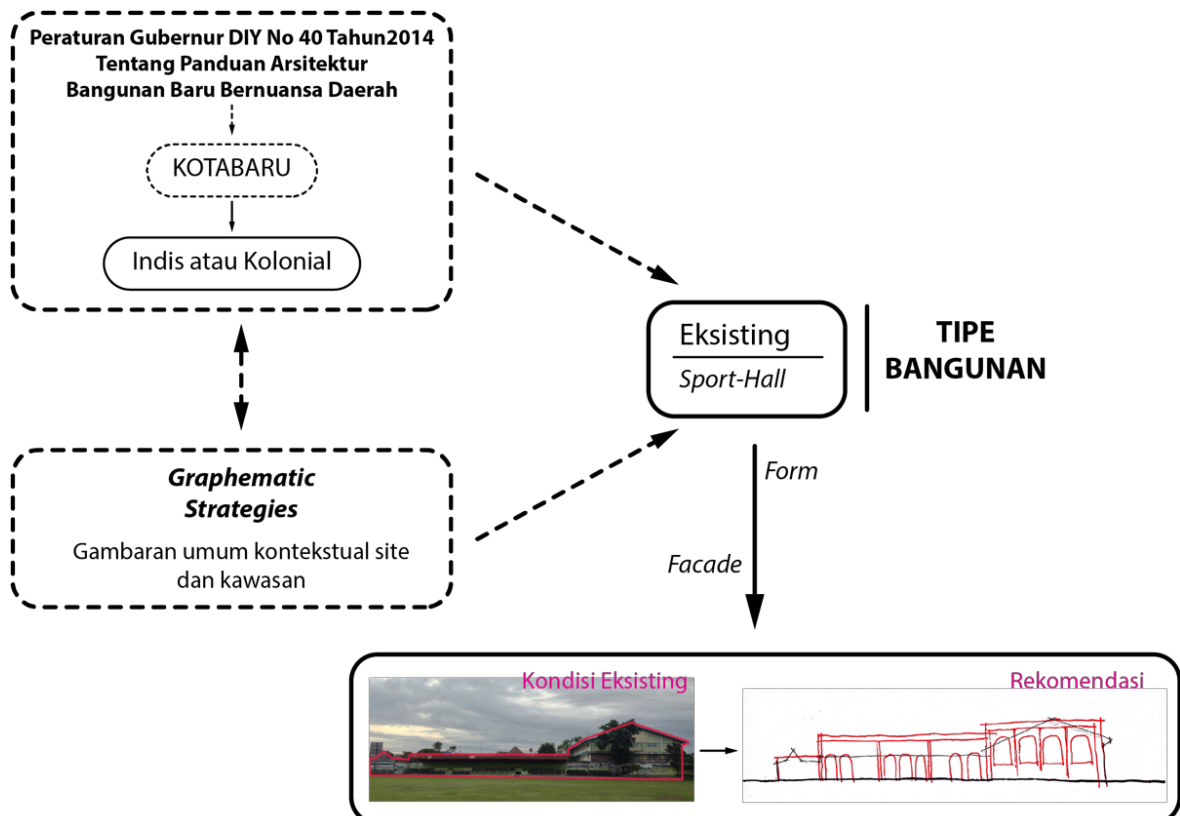 Peraturan Gubernur DIY No 40 Tahun2014
Tentang Panduan Arsitektur
Bangunan Baru Bernuansa Daerah
KOTABARU
Indis atau Kolonial
Graphematic
Strategies
Gambaran umum kontekstual site
dan kawasan
Eksisting
Sport-Hall
TIPE
BANGUNAN
Form
Facade
Kondisi Eksisting
Rekomendasi